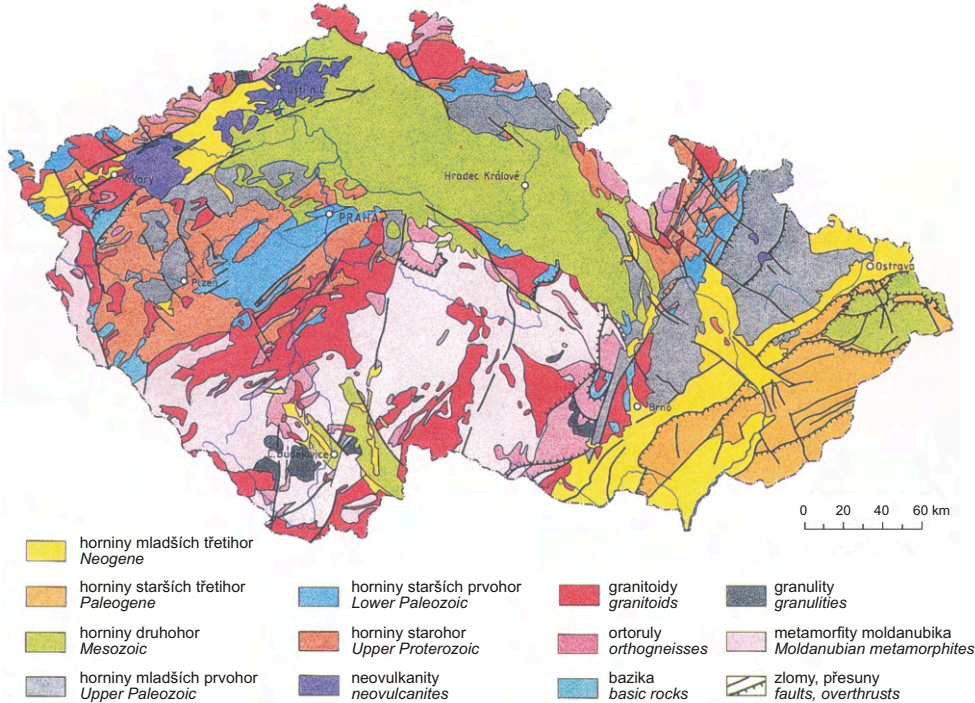 Ústí n.L.
K.Vary
Hradec Králové
PRAHA
Plzeň
Ostrava
Brno
Č.Budějovice
0 20 40 60 km
horniny mladších třetihor
Neogene
horniny starších třetihor
Paleogene
horniny druhohor
Mesozoic
horniny mladších prvohor
Upper Paleozoic
horniny starších prvohor
Lower Paleozoic
horniny starohor
Upper Proterozoic
neovulkanity
neovulcanites
granitoidy
granitoids
ortoruly
orthogneisses
bazika
basic rocks
granulity
granulities
metamorfity moldanubika
Moldanubian metamorphites
zlomy, přesuny
faults, overthrusts